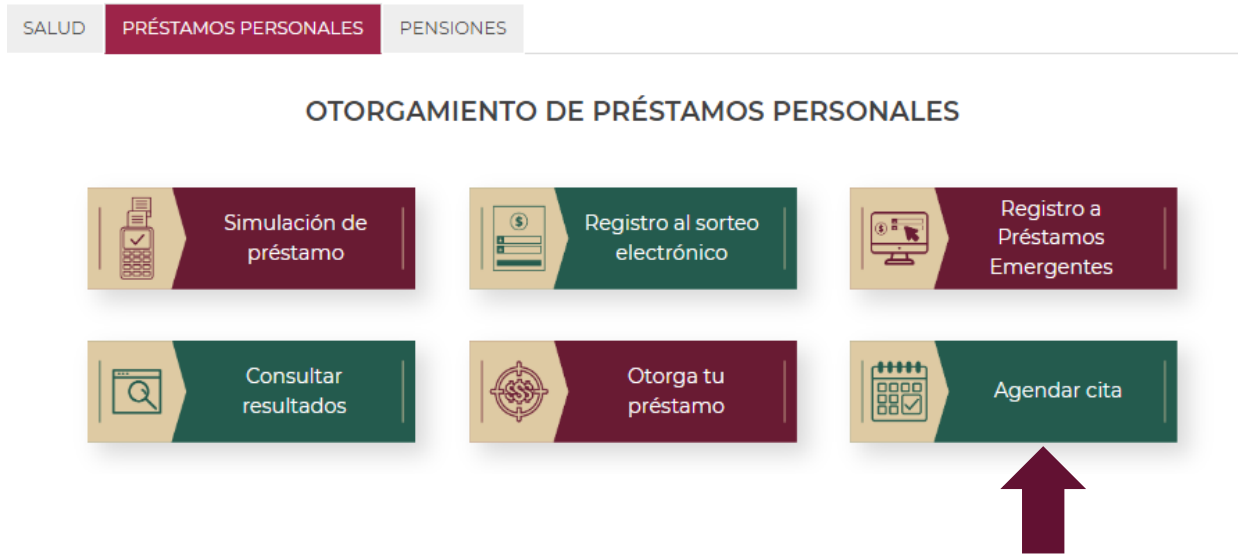 SALUD PRÉSTAMOS PERSONALES PENSIONES
OTORGAMIENTO DE PRÉSTAMOS PERSONALES
Simulación de
préstamo
Registro al sorteo
electrónico
Registro a
Préstamos
Emergentes
Consultar
resultados
Otorga tu
préstamo
Agendar cita